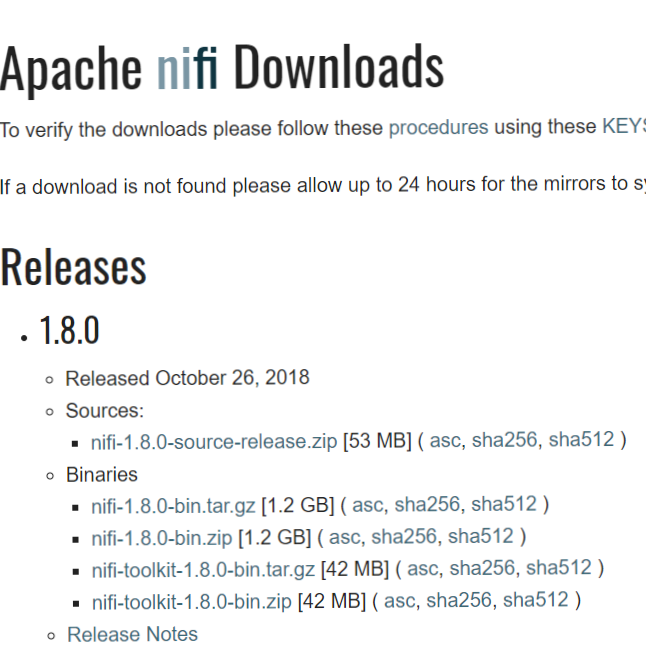 Apache nifi Downloads
To verify the downloads please follow these procedures using these KEYS
If a download is not found please allow up to 24 hours for the mirrors to sy
Releases
• 1.8.0
◦ Released October 26, 2018
◦ Sources:
▪ nifi-1.8.0-source-release.zip [53 MB] ( asc, sha256, sha512 )
◦ Binaries
▪ nifi-1.8.0-bin.tar.gz [1.2 GB] ( asc, sha256, sha512 )
▪ nifi-1.8.0-bin.zip [1.2 GB] ( asc, sha256, sha512 )
▪ nifi-toolkit-1.8.0-bin.tar.gz [42 MB] ( asc, sha256, sha512 )
▪ nifi-toolkit-1.8.0-bin.zip [42 MB] ( asc, sha256, sha512 )
◦ Release Notes